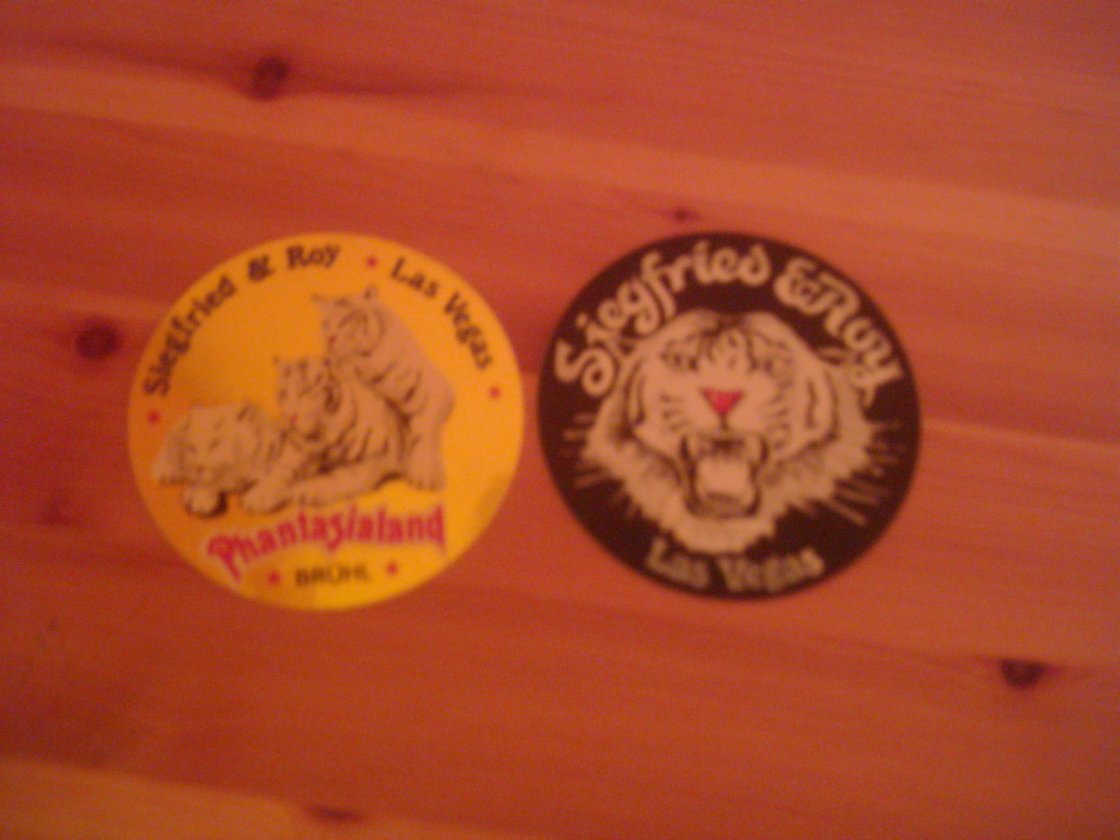 Siegfried & Roy * Las Vegas *
Phantasialand
* BRÜHL *
Siegfried & Roy
Las Vegas